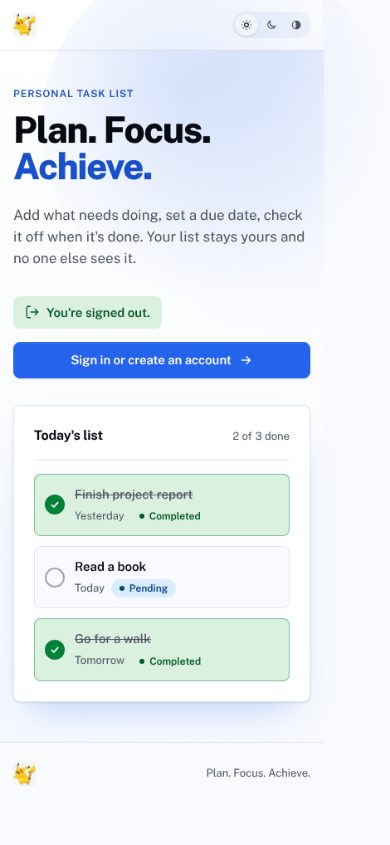 PERSONAL TASK LIST
Plan. Focus.
Achieve.
Add what needs doing, set a due date, check
it off when it's done. Your list stays yours and
no one else sees it.
You're signed out.
Sign in or create an account →
Today's list 2 of 3 done
Finish project report
Yesterday • Completed
Read a book
Today • Pending
Go for a walk
Tomorrow • Completed
Plan. Focus. Achieve.